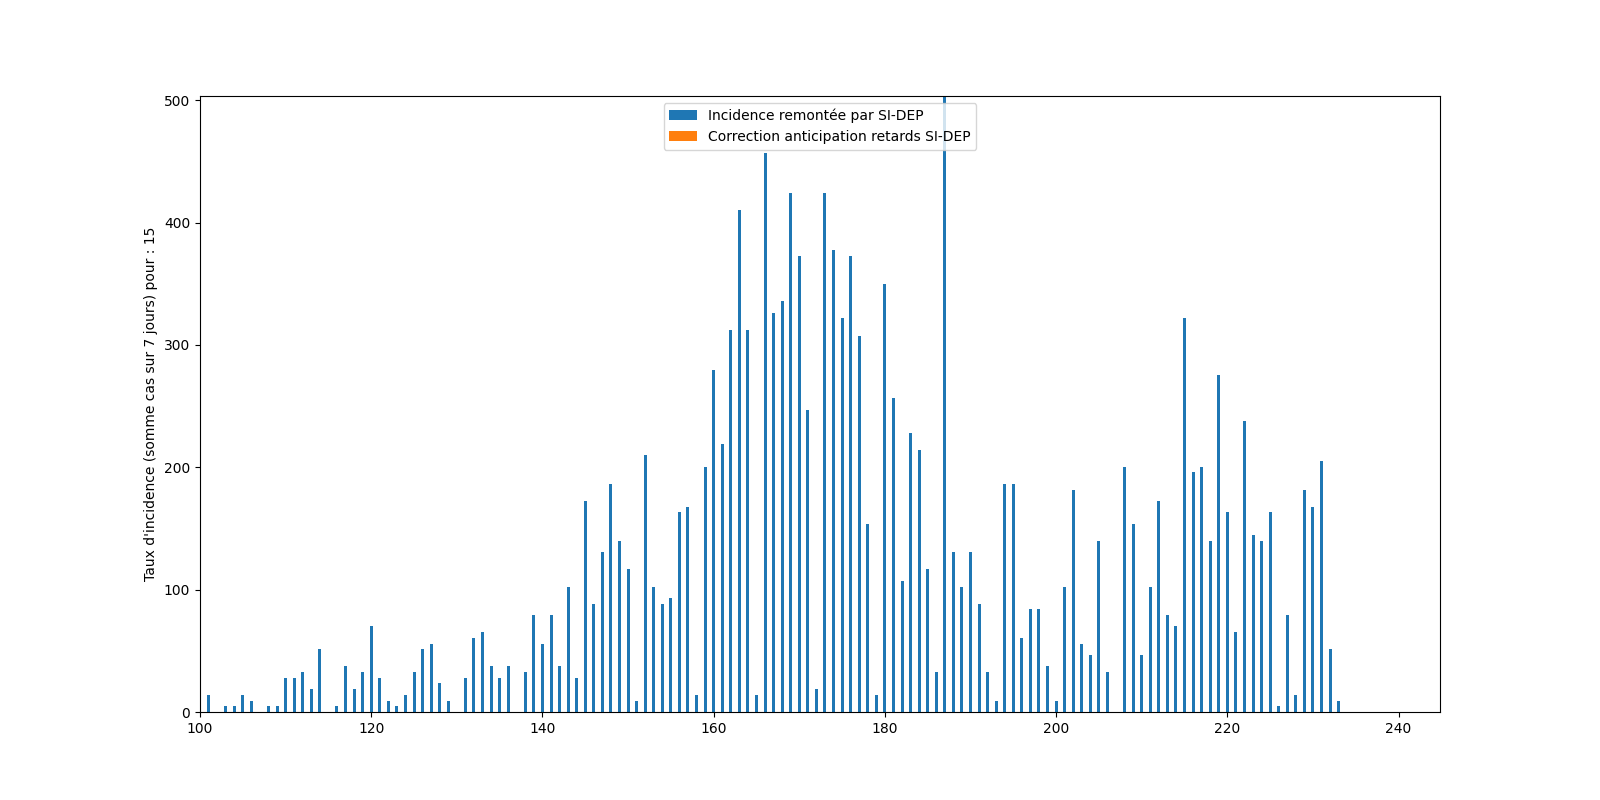 Incidence remontée par SI-DEP
Correction anticipation retards SI-DEP
Taux d'incidence (somme cas sur 7 jours) pour : 15
500
400
300
200
100
0
100 120 140 160 180 200 220 240